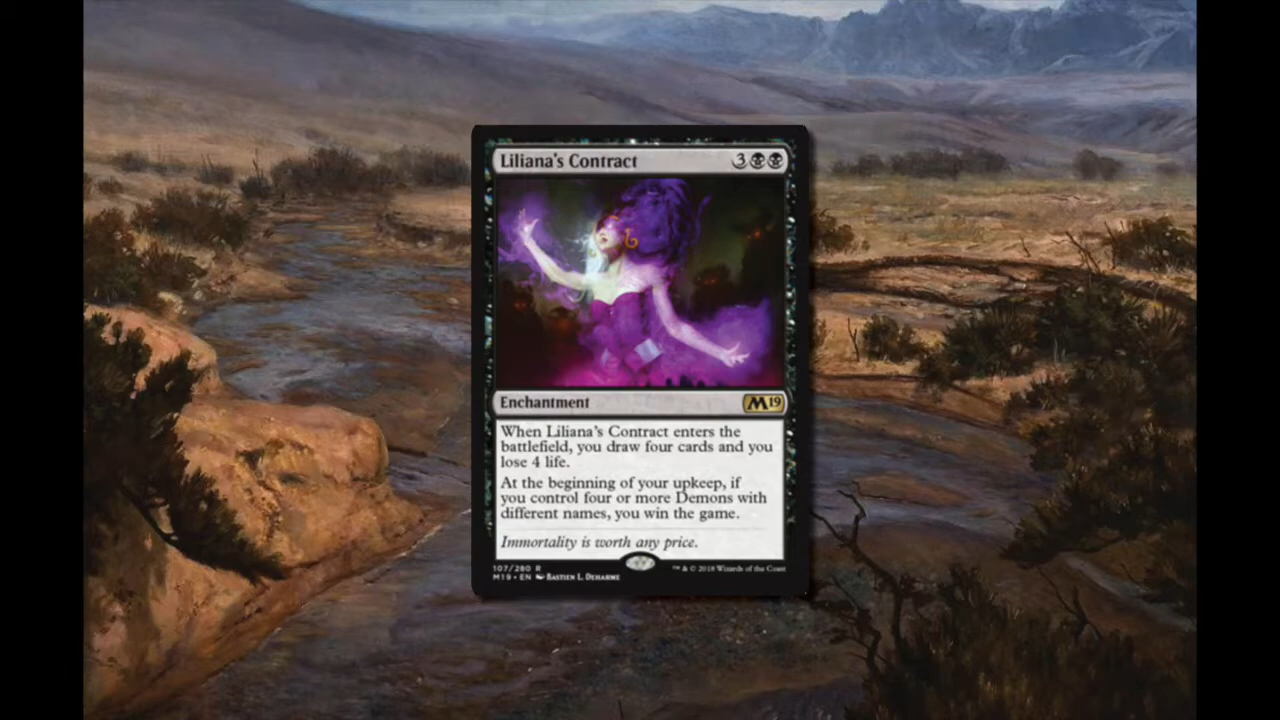 Liliana's Contract 3
Enchantment M19
When Liliana's Contract enters the
battlefield, you draw four cards and you
lose 4 life.
At the beginning of your upkeep, if
you control four or more Demons with
different names, you win the game.
Immortality is worth any price.
107/280 R
M19 • EN Bastien L. Deharme
™ & © 2018 Wizards of the Coast